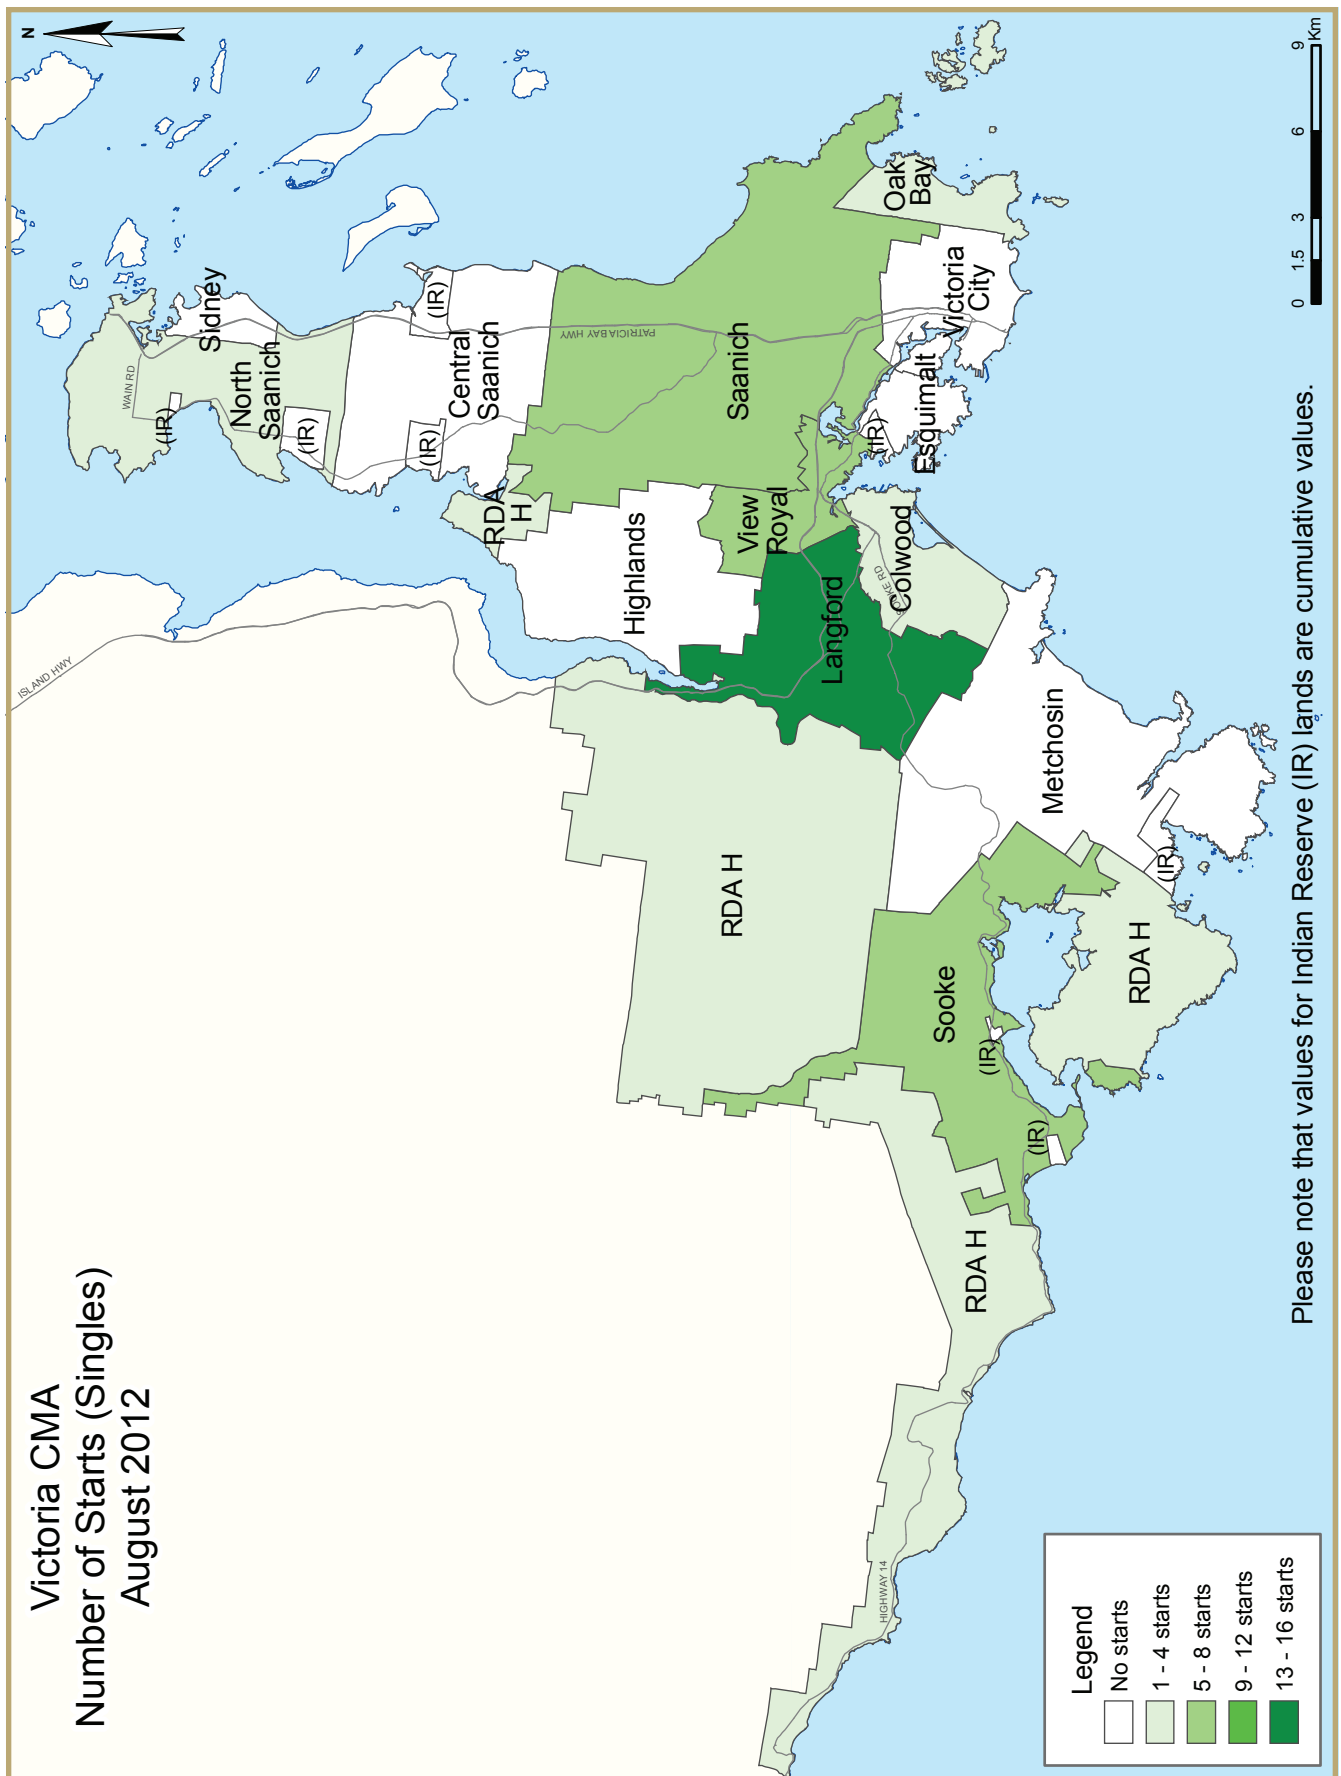 Victoria CMA
Number of Starts (Singles)
August 2012
N
ISLAND HWY
WAIN RD
(IR)
North
Saanich
Sidney
(IR)
(IR)
Central
Saanich
(IR)
PATRICIA BAY HWY
RDA
H
Saanich
Highlands
View
Royal
Oak
Bay
Victoria
City
Esquimalt
(IR)
Langford
Colwood
SOOKE RD
RDA H
Metchosin
(IR)
Sooke
(IR)
(IR)
RDA H
RDA H
HIGHWAY 14
Legend
No starts
1 - 4 starts
5 - 8 starts
9 - 12 starts
13 - 16 starts
0 1.5 3 6 9
Km
Please note that values for Indian Reserve (IR) lands are cumulative values.